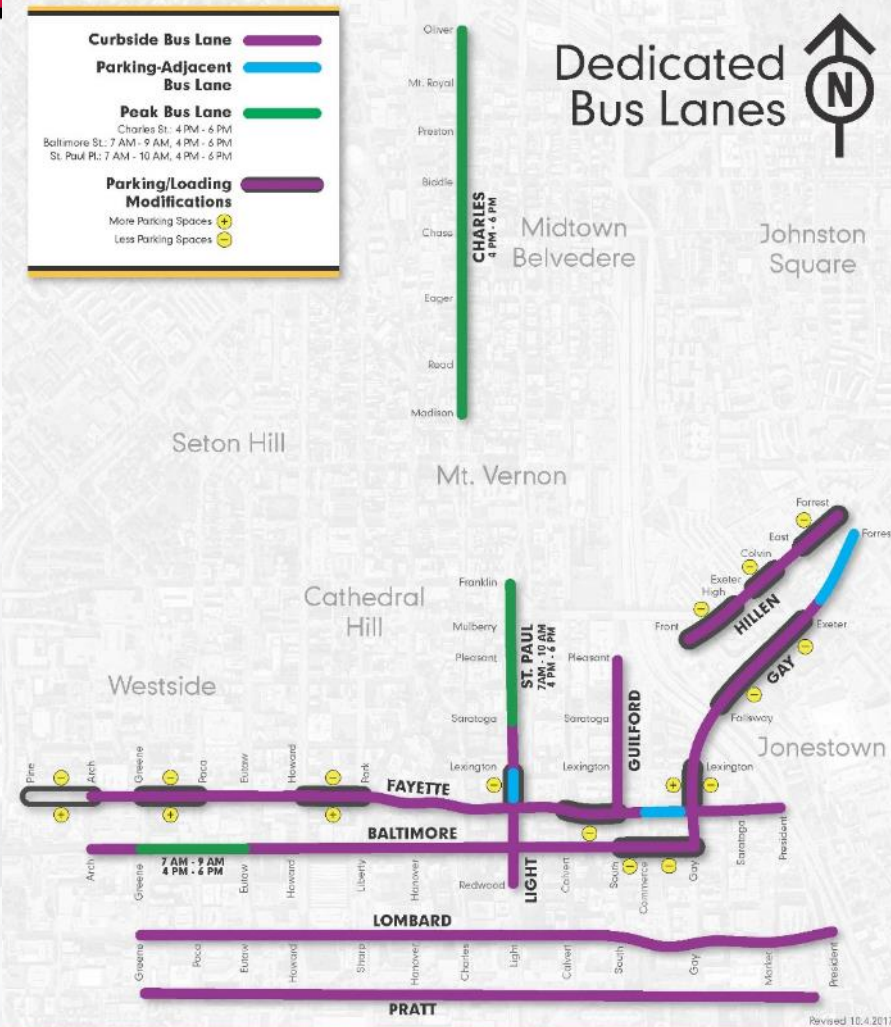 Dedicated
Bus Lanes
N
Curbside Bus Lane
Parking-Adjacent
Bus Lane
Peak Bus Lane
Charles St.: 4 PM - 6 PM
Baltimore St.: 7 AM - 9 AM, 4 PM - 6 PM
St. Paul Pl.: 7 AM - 10 AM, 4 PM - 6 PM
Parking/Loading
Modifications
More Parking Spaces +
Less Parking Spaces −
Oliver
Mt. Royal
Preston
Biddle
Chase
Eager
Read
Madison
CHARLES
4 PM - 6 PM
Midtown
Belvedere
Johnston
Square
Seton Hill
Mt. Vernon
Cathedral
Hill
Westside
Jonestown
Forrest
East
Colvin
Exeter
High
Front
HILLEN
Exeter
GAY
Fallsway
Lexington
Franklin
Mulberry
Pleasant
Saratoga
Lexington
ST. PAUL
7AM - 10 AM
4 PM - 6 PM
Pleasant
Saratoga
Lexington
GUILFORD
Pine
Arch
Greene
Paca
Eutaw
Howard
Park
FAYETTE
BALTIMORE
7 AM - 9 AM
4 PM - 6 PM
Arch
Greene
Eutaw
Howard
Liberty
Hanover
Redwood
LIGHT
Calvert
South
Commerce
Gay
Saratoga
President
LOMBARD
Greene
Paca
Eutaw
Howard
Sharp
Hanover
Charles
Light
Calvert
South
Gay
Market
President
PRATT